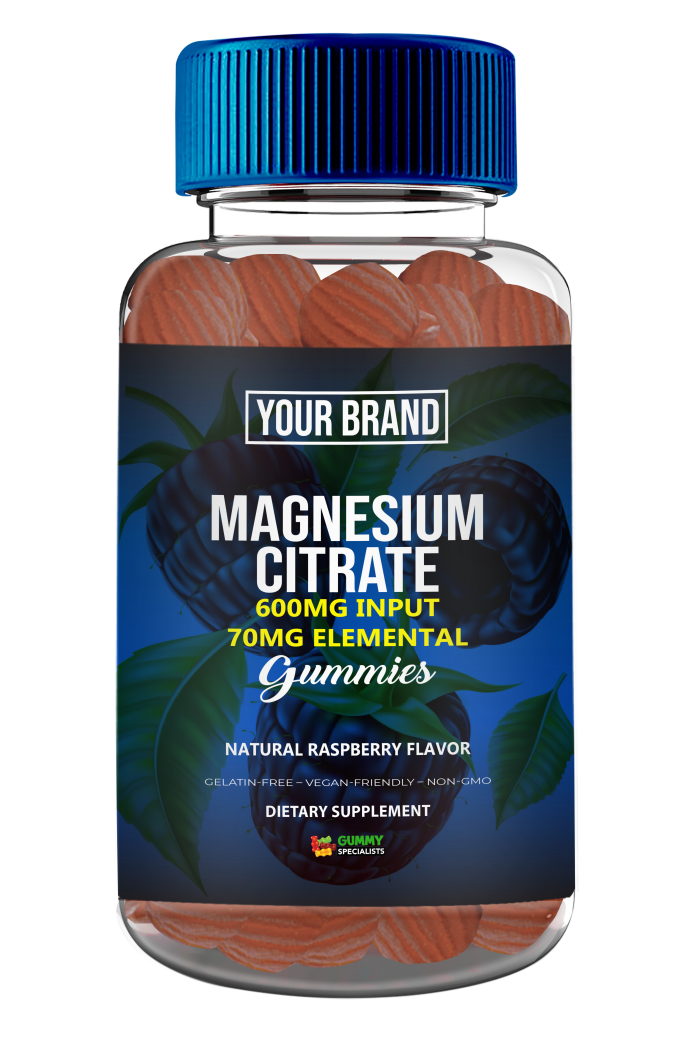 YOUR BRAND
MAGNESIUM
CITRATE
600MG INPUT
70MG ELEMENTAL
Gummies
NATURAL RASPBERRY FLAVOR
GELATIN-FREE – VEGAN-FRIENDLY – NON-GMO
DIETARY SUPPLEMENT
GUMMY
SPECIALISTS